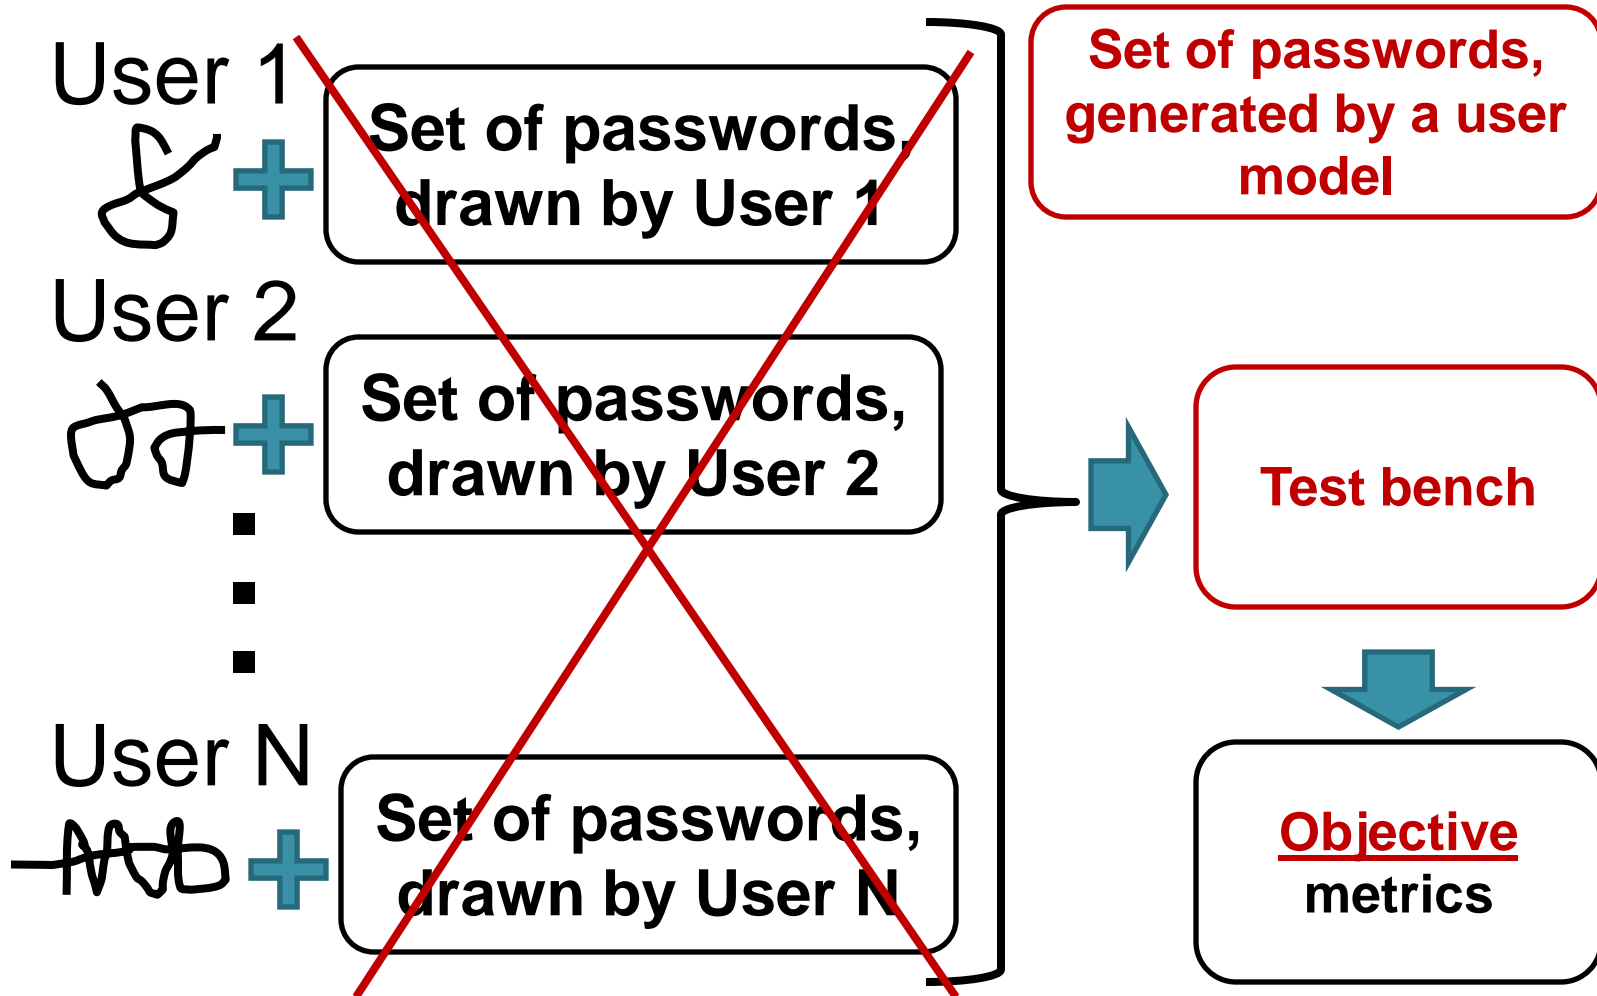 User 1
Set of passwords,
drawn by User 1
User 2
Set of passwords,
drawn by User 2
User N
Set of passwords,
drawn by User N
Set of passwords,
generated by a user
model
Test bench
Objective
metrics